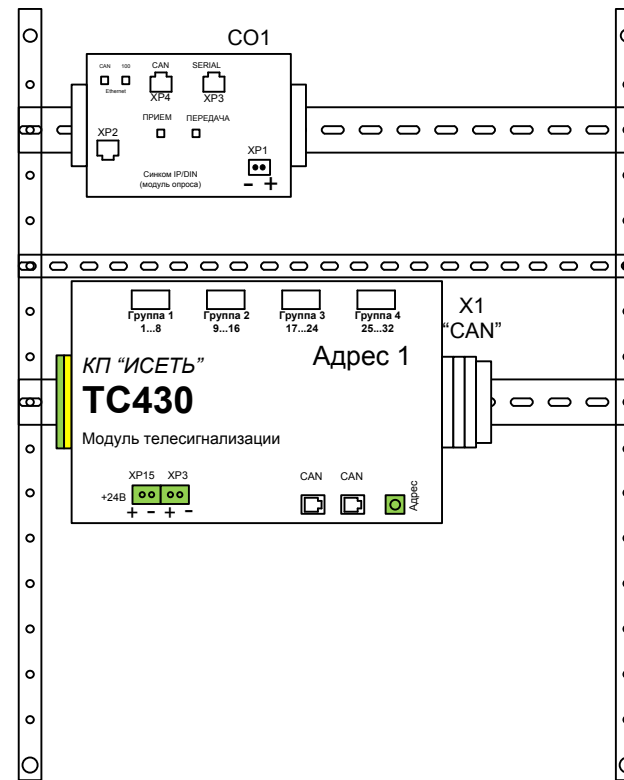 CO1
CAN 100 CAN SERIAL
Ethernet
XP4 XP3
ПРИЕМ ПЕРЕДАЧА
XP2
XP1
Синком IP/DIN
(модуль опроса)
– +
Группа 1 Группа 2 Группа 3 Группа 4
1...8 9...16 17...24 25...32
X1
“CAN”
Адрес 1
КП “ИСЕТЬ”
ТС430
Модуль телесигнализации
XP15 XP3
CAN CAN
+24В
Адрес
+ – + –